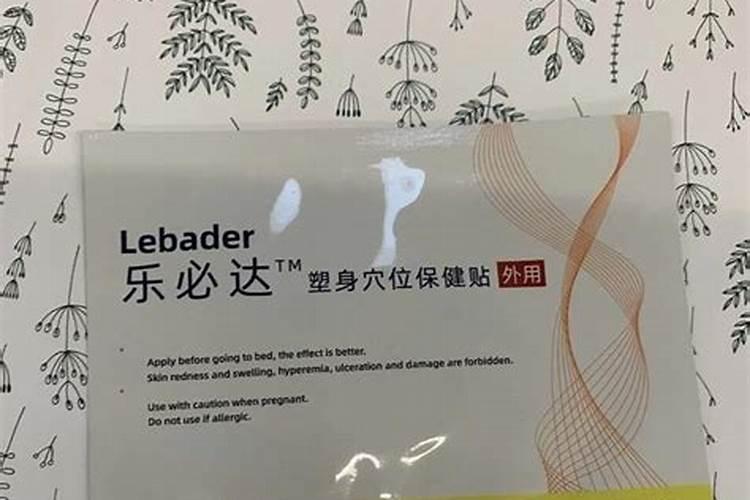 Lebader
乐必达™ 塑身穴位保健贴 外用
Apply before going to bed, the effect is better.
Skin redness and swelling, hyperemia, ulceration and damage are forbidden.
Use with caution when pregnant.
Do not use if allergic.